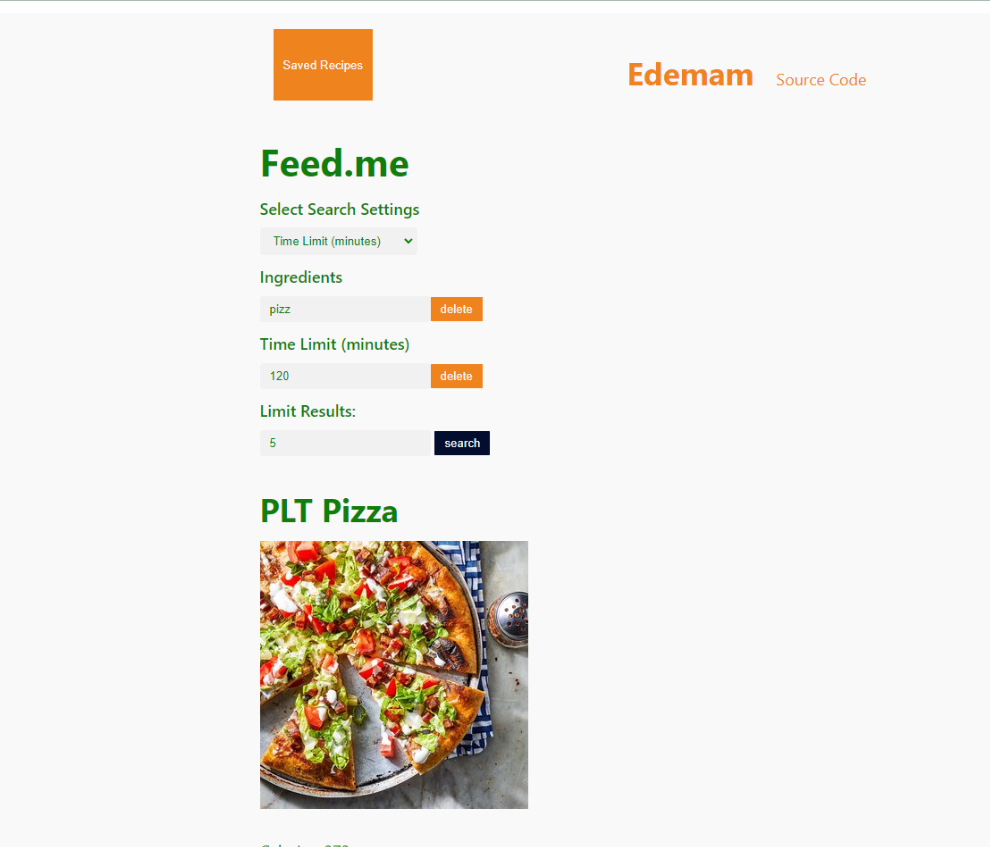 Saved Recipes
Edemam Source Code
Feed.me
Select Search Settings
Time Limit (minutes)
Ingredients
pizz delete
Time Limit (minutes)
120 delete
Limit Results:
5 search
PLT Pizza